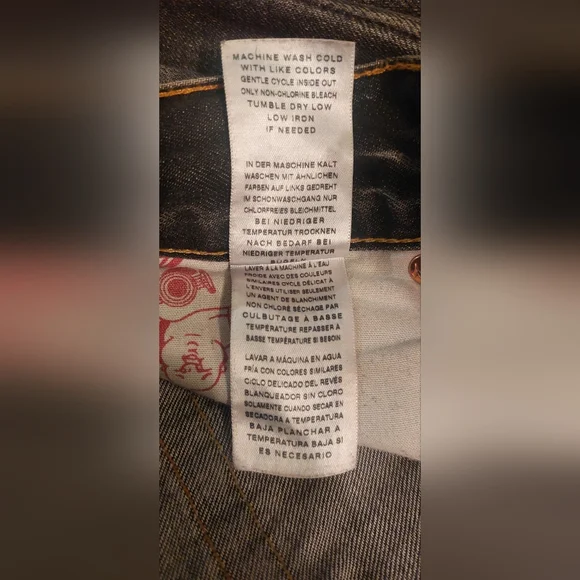 MACHINE WASH COLD
WITH LIKE COLORS
GENTLE CYCLE INSIDE OUT
ONLY NON-CHLORINE BLEACH
TUMBLE DRY LOW
LOW IRON
IF NEEDED
IN DER MASCHINE KALT
WASCHEN MIT ÄHNLICHEN
FARBEN AUF LINKS GEDREHT
IM SCHONWASCHGANG NUR
CHLORFREIES BLEICHMITTEL
BEI NIEDRIGER
TEMPERATUR TROCKNEN
NACH BEDARF BEI
NIEDRIGER TEMPERATUR
BUGELN
LAVER A LA MACHINE À L'EAU
FROIDE AVEC DES COULEURS
SIMILAIRES CYCLE DÉLICAT À
L'ENVERS UTILISER SEULEMENT
UN AGENT DE BLANCHIMENT
NON CHLORÉ SÉCHAGE PAR
CULBUTAGE À BASSE
TEMPÉRATURE REPASSER A
BASSE TEMPÉRATURE SI BESOIN
LAVAR A MÁQUINA EN AGUA
FRÍA CON COLORES SIMILARES
CICLO DELICADO DEL REVÉS
BLANQUEADOR SIN CLORO
SOLAMENTE CUANDO SECAR EN
SECADORA A TEMPERATURA
BAJA PLANCHAR A
TEMPERATURA BAJA SI
ES NECESARIO